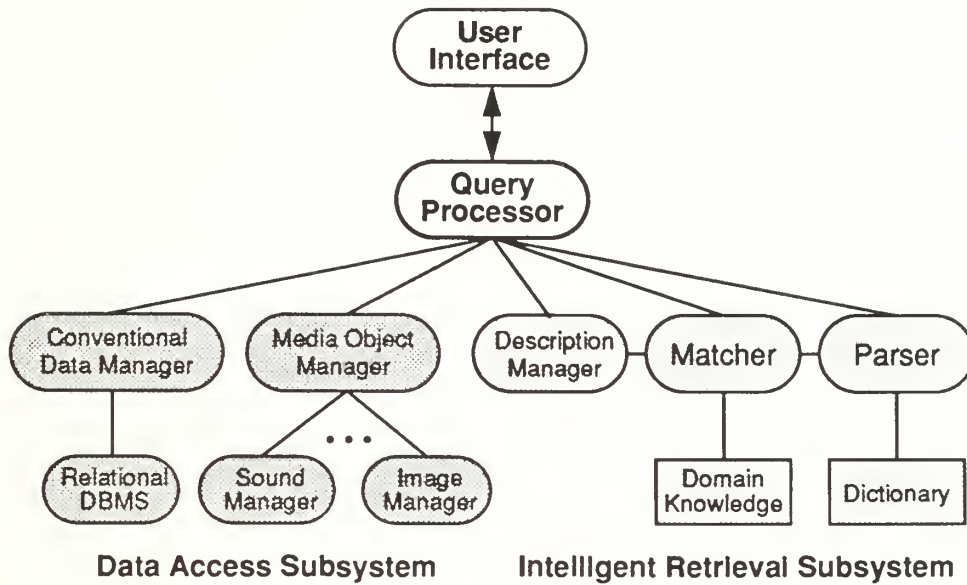 User
Interface
Query
Processor
Conventional
Data Manager
Media Object
Manager
Description
Manager
Matcher
Parser
Relational
DBMS
Sound
Manager
• • •
Image
Manager
Domain
Knowledge
Dictionary
Data Access Subsystem
Intelligent Retrieval Subsystem